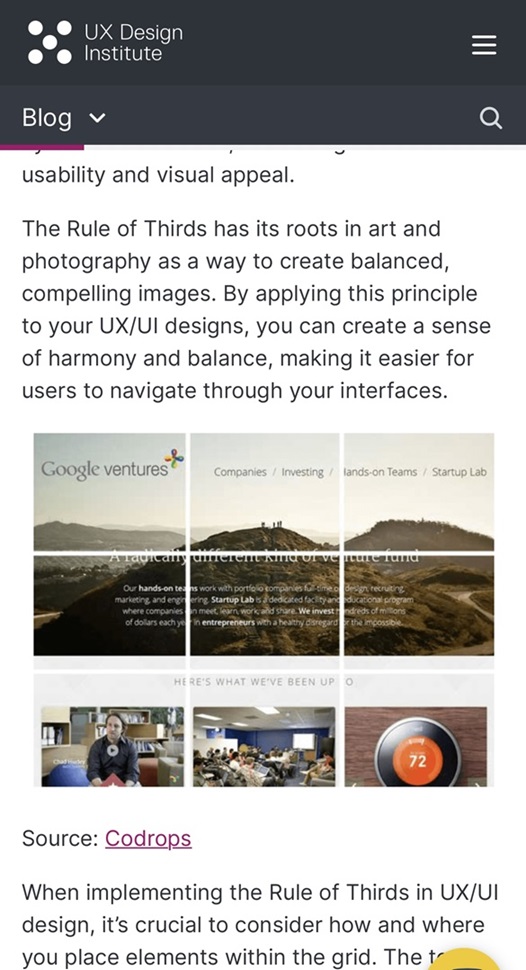 UX Design
Institute
Blog
usability and visual appeal.
The Rule of Thirds has its roots in art and
photography as a way to create balanced,
compelling images. By applying this principle
to your UX/UI designs, you can create a sense
of harmony and balance, making it easier for
users to navigate through your interfaces.
Google ventures
Companies / Investing / Hands-on Teams / Startup Lab
A radically different kind of venture fund
Our hands-on teams work with portfolio companies full-time on design, recruiting,
marketing, and engineering. Startup Lab is a dedicated facility and educational program
where companies can meet, learn, work, and share. We invest hundreds of millions
of dollars each year in entrepreneurs with a healthy disregard for the impossible.
HERE'S WHAT WE'VE BEEN UP TO
72
Source: Codrops
When implementing the Rule of Thirds in UX/UI
design, it's crucial to consider how and where
you place elements within the grid. The